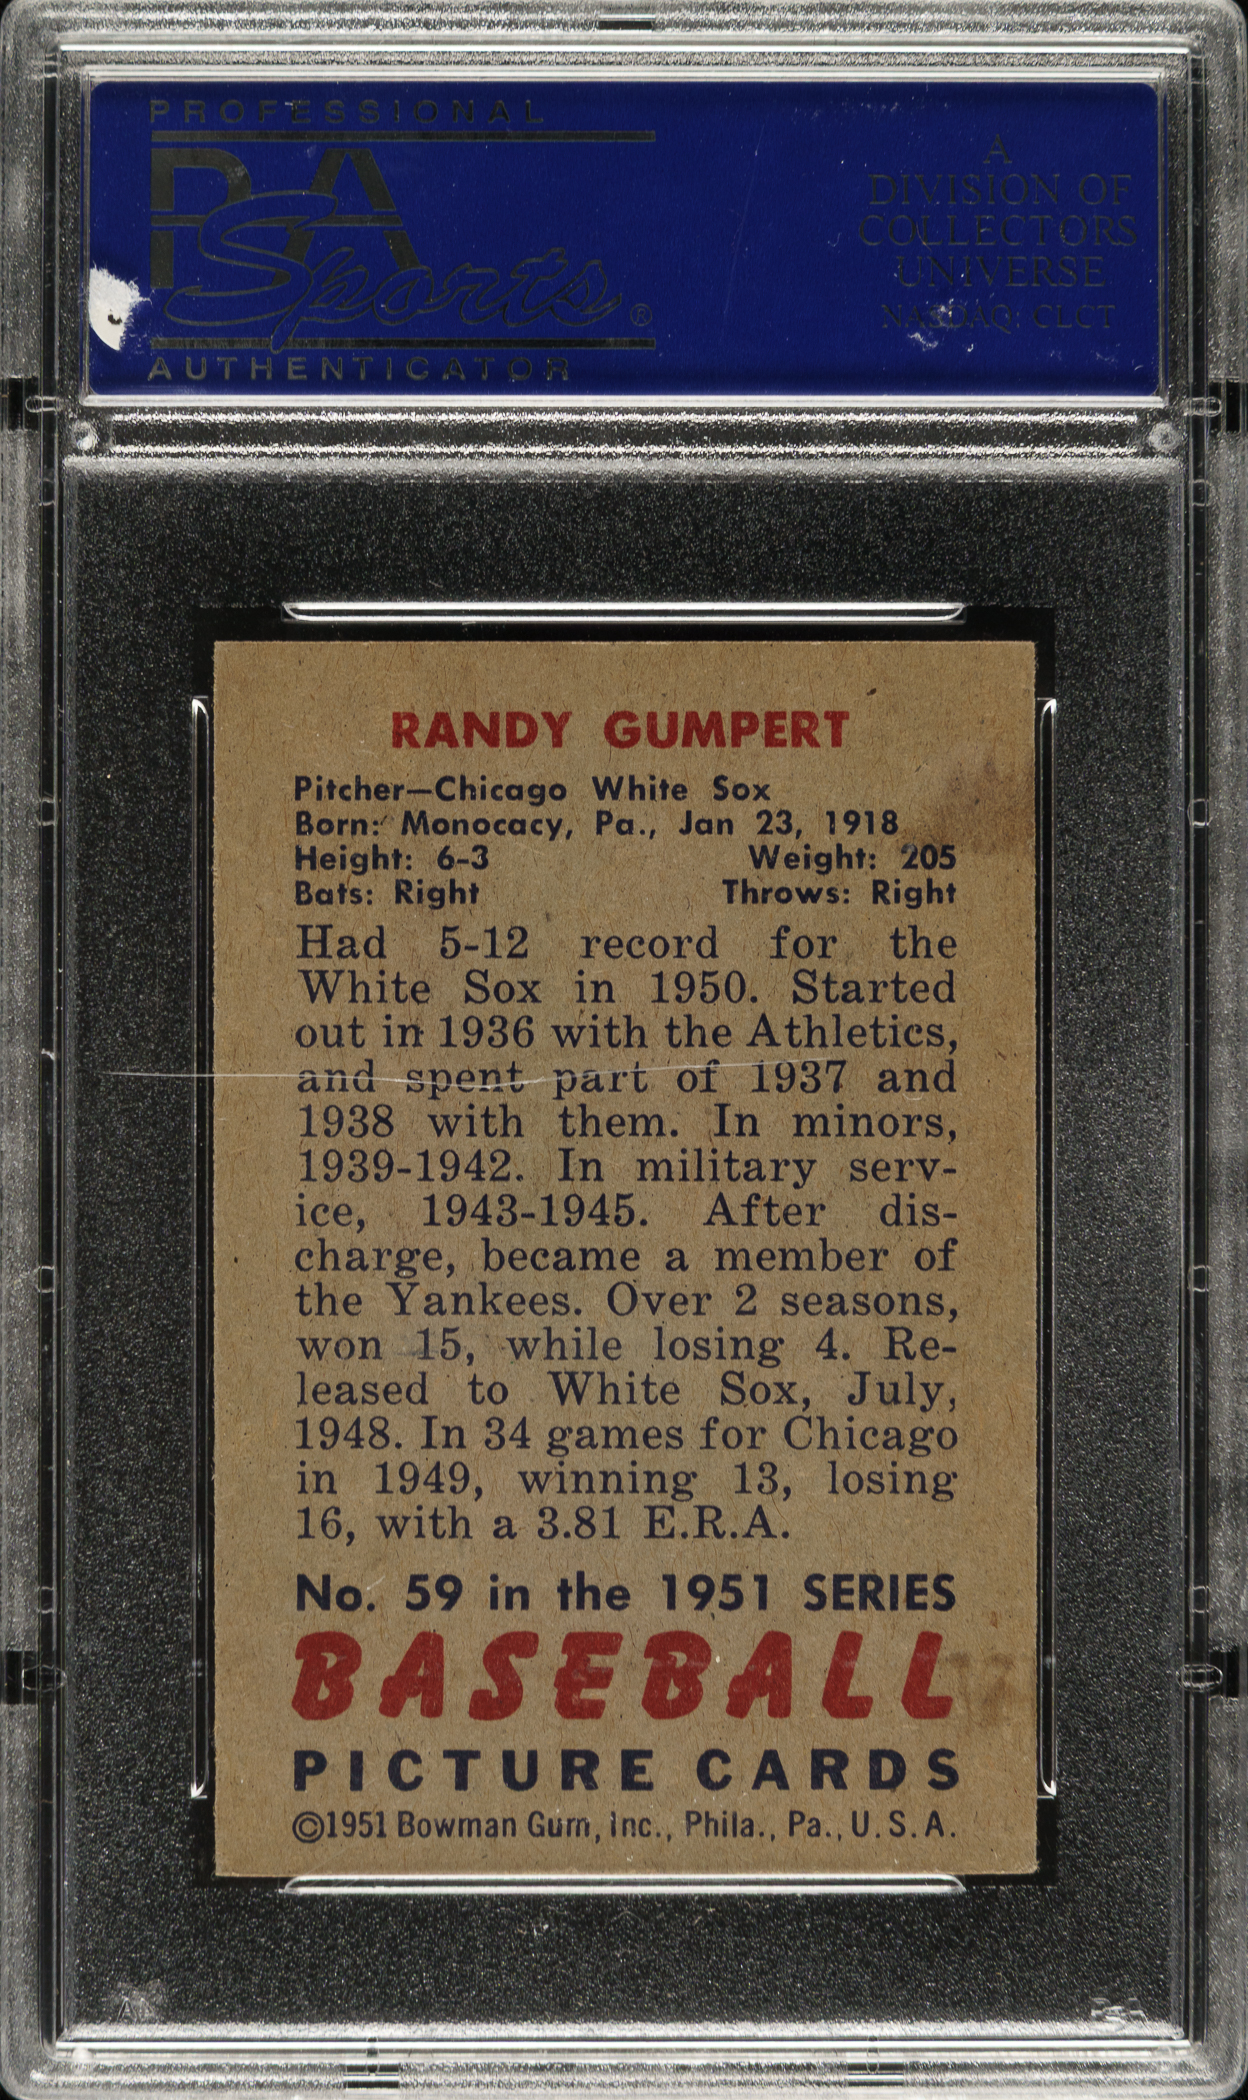 PROFESSIONAL
PSA
Sports®
AUTHENTICATOR
A
DIVISION OF
COLLECTORS
UNIVERSE
NASDAQ: CLCT
RANDY GUMPERT
Pitcher—Chicago White Sox
Born: Monocacy, Pa., Jan 23, 1918
Height: 6-3 Weight: 205
Bats: Right Throws: Right
Had 5-12 record for the
White Sox in 1950. Started
out in 1936 with the Athletics,
and spent part of 1937 and
1938 with them. In minors,
1939-1942. In military serv-
ice, 1943-1945. After dis-
charge, became a member of
the Yankees. Over 2 seasons,
won 15, while losing 4. Re-
leased to White Sox, July,
1948. In 34 games for Chicago
in 1949, winning 13, losing
16, with a 3.81 E.R.A.
No. 59 in the 1951 SERIES
BASEBALL
PICTURE CARDS
©1951 Bowman Gum, Inc., Phila., Pa., U.S.A.